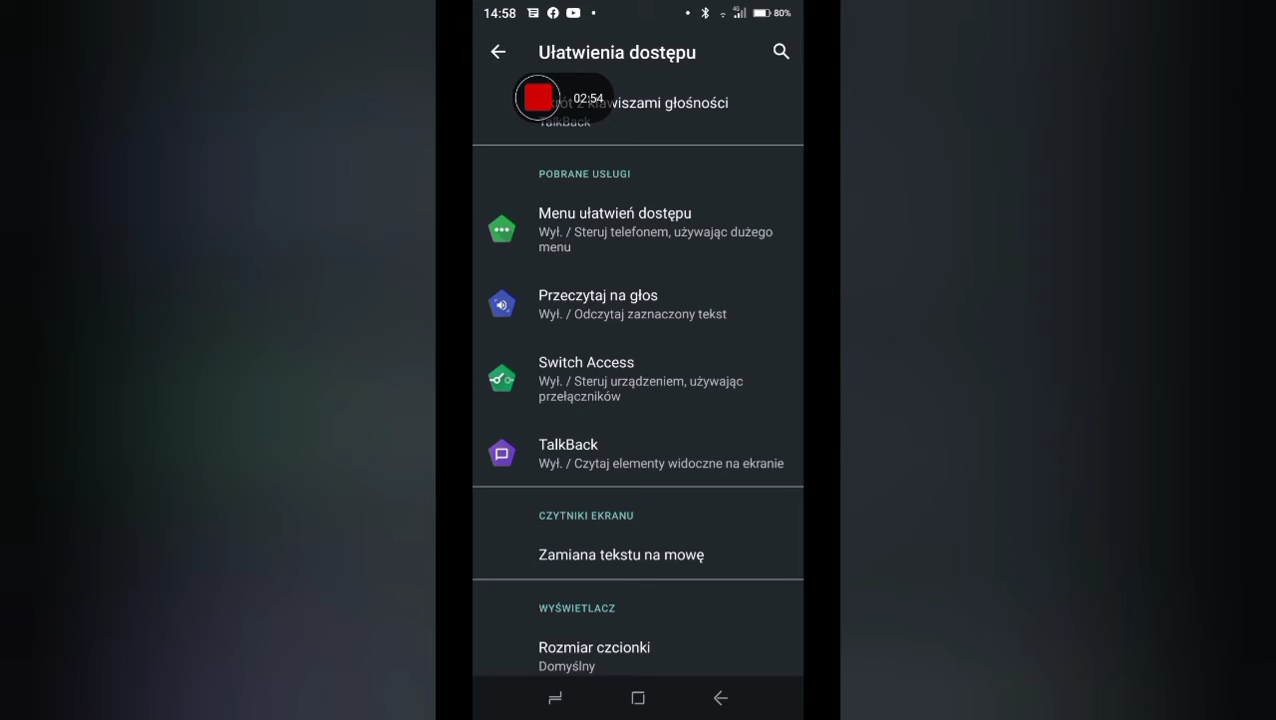 14:58
80%
Ułatwienia dostępu
02:54
klawiszami głośności
TalkBack
POBRANE USŁUGI
Menu ułatwień dostępu
Wył. / Steruj telefonem, używając dużego
menu
Przeczytaj na głos
Wył. / Odczytaj zaznaczony tekst
Switch Access
Wył. / Steruj urządzeniem, używając
przełączników
TalkBack
Wył. / Czytaj elementy widoczne na ekranie
CZYTNIKI EKRANU
Zamiana tekstu na mowę
WYŚWIETLACZ
Rozmiar czcionki
Domyślny